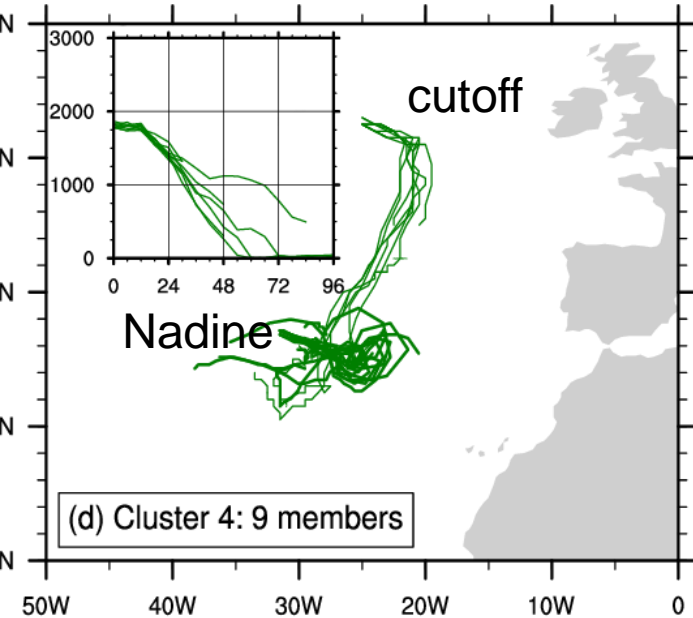 N
3000
cutoff
2000
N
1000
0
0 24 48 72 96
N
Nadine
N
(d) Cluster 4: 9 members
N
50W 40W 30W 20W 10W 0